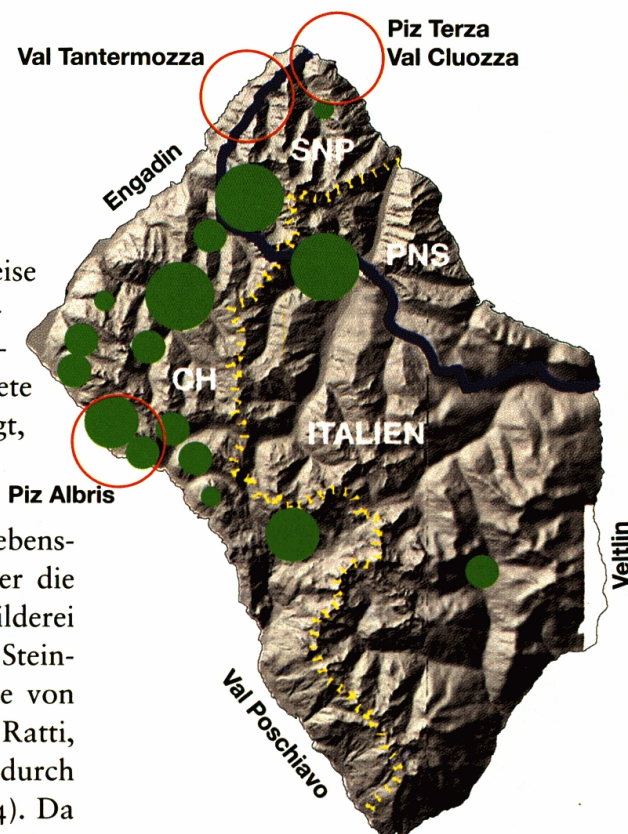 Piz Terza
Val Cluozza
Val Tantermozza
SNP
Engadin
PNS
CH
ITALIEN
Piz Albris
Veltlin
Val Poschiavo
eise
ete
gt,
ebens-
er die
ilderei
Stein-
e von
Ratti,
durch
4). Da